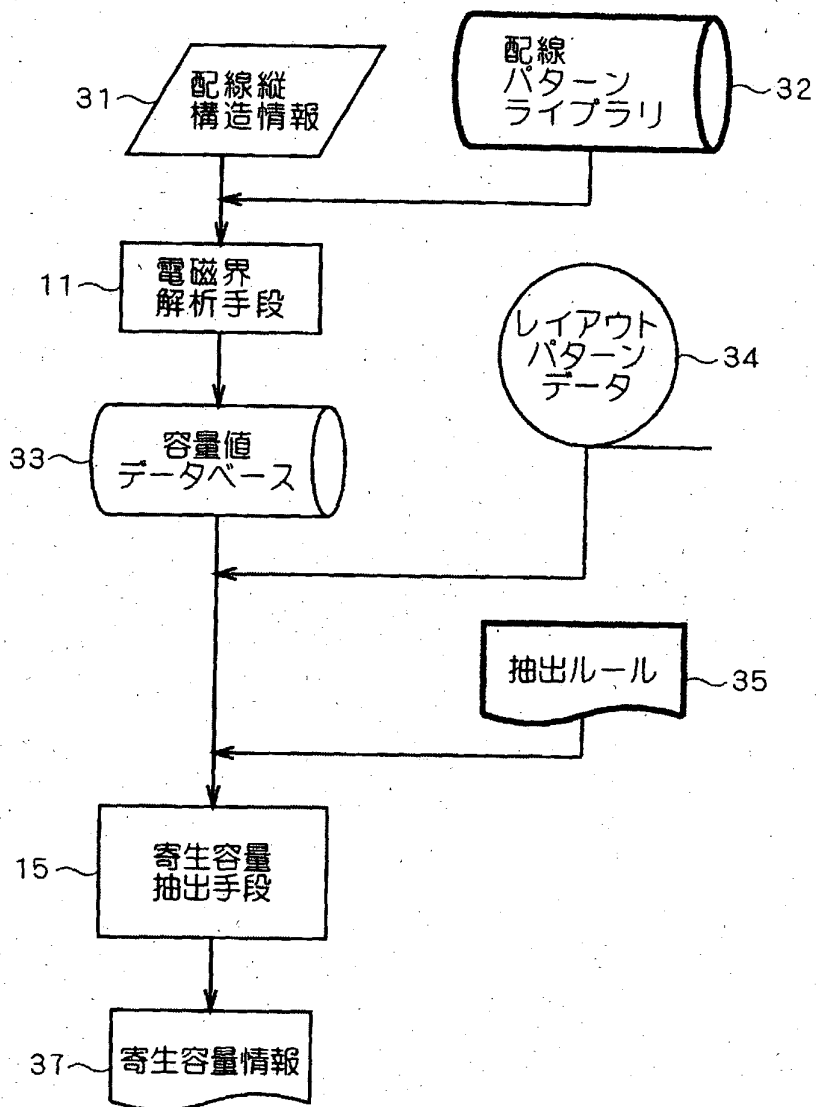 31
配線縦
構造情報
配線
パターン
ライブラリ
32
11
電磁界
解析手段
レイアウト
パターン
データ
34
33
容量値
データベース
抽出ルール
35
15
寄生容量
抽出手段
37
寄生容量情報